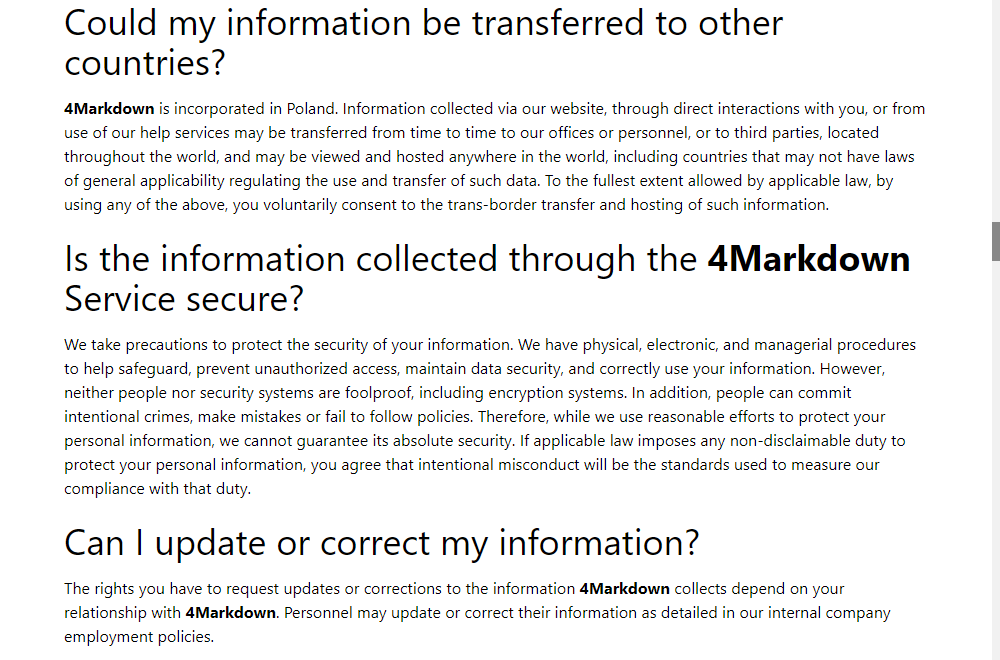 Could my information be transferred to other
countries?
4Markdown is incorporated in Poland. Information collected via our website, through direct interactions with you, or from
use of our help services may be transferred from time to time to our offices or personnel, or to third parties, located
throughout the world, and may be viewed and hosted anywhere in the world, including countries that may not have laws
of general applicability regulating the use and transfer of such data. To the fullest extent allowed by applicable law, by
using any of the above, you voluntarily consent to the trans-border transfer and hosting of such information.
Is the information collected through the 4Markdown
Service secure?
We take precautions to protect the security of your information. We have physical, electronic, and managerial procedures
to help safeguard, prevent unauthorized access, maintain data security, and correctly use your information. However,
neither people nor security systems are foolproof, including encryption systems. In addition, people can commit
intentional crimes, make mistakes or fail to follow policies. Therefore, while we use reasonable efforts to protect your
personal information, we cannot guarantee its absolute security. If applicable law imposes any non-disclaimable duty to
protect your personal information, you agree that intentional misconduct will be the standards used to measure our
compliance with that duty.
Can I update or correct my information?
The rights you have to request updates or corrections to the information 4Markdown collects depend on your
relationship with 4Markdown. Personnel may update or correct their information as detailed in our internal company
employment policies.